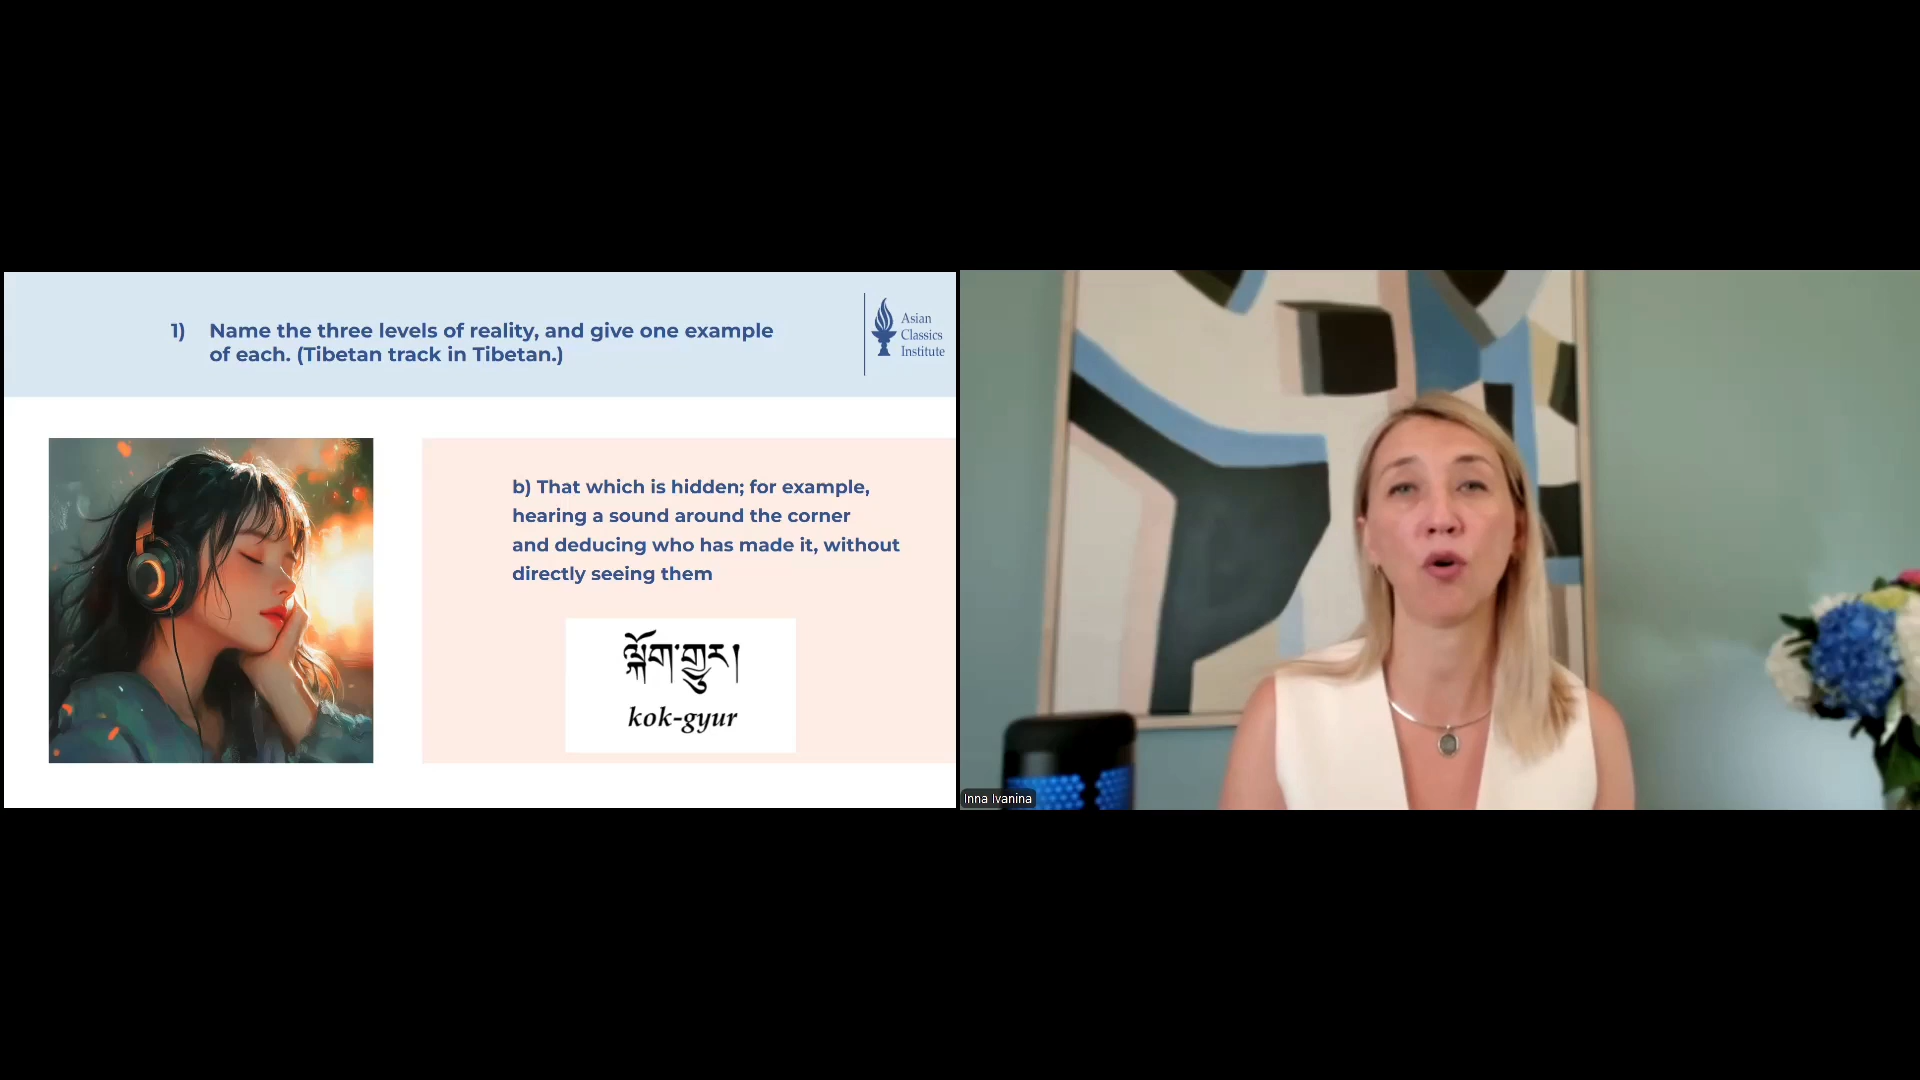 1) Name the three levels of reality, and give one example
of each. (Tibetan track in Tibetan.)
Asian
Classics
Institute
b) That which is hidden; for example,
hearing a sound around the corner
and deducing who has made it, without
directly seeing them
ལྐོག་གྱུར།
kok-gyur
Inna Ivanina